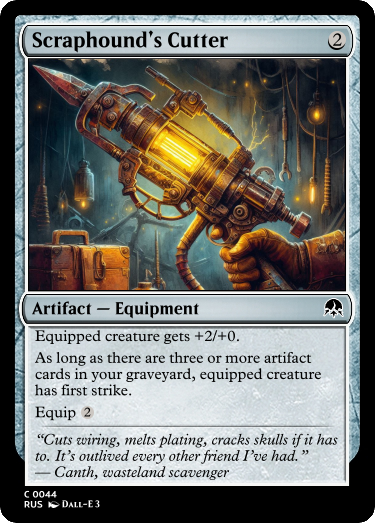 Scraphound's Cutter 2
Artifact — Equipment
Equipped creature gets +2/+0.
As long as there are three or more artifact
cards in your graveyard, equipped creature
has first strike.
Equip 2
“Cuts wiring, melts plating, cracks skulls if it has
to. It's outlived every other friend I've had.”
— Canth, wasteland scavenger
C 0044
RUS DALL-E 3